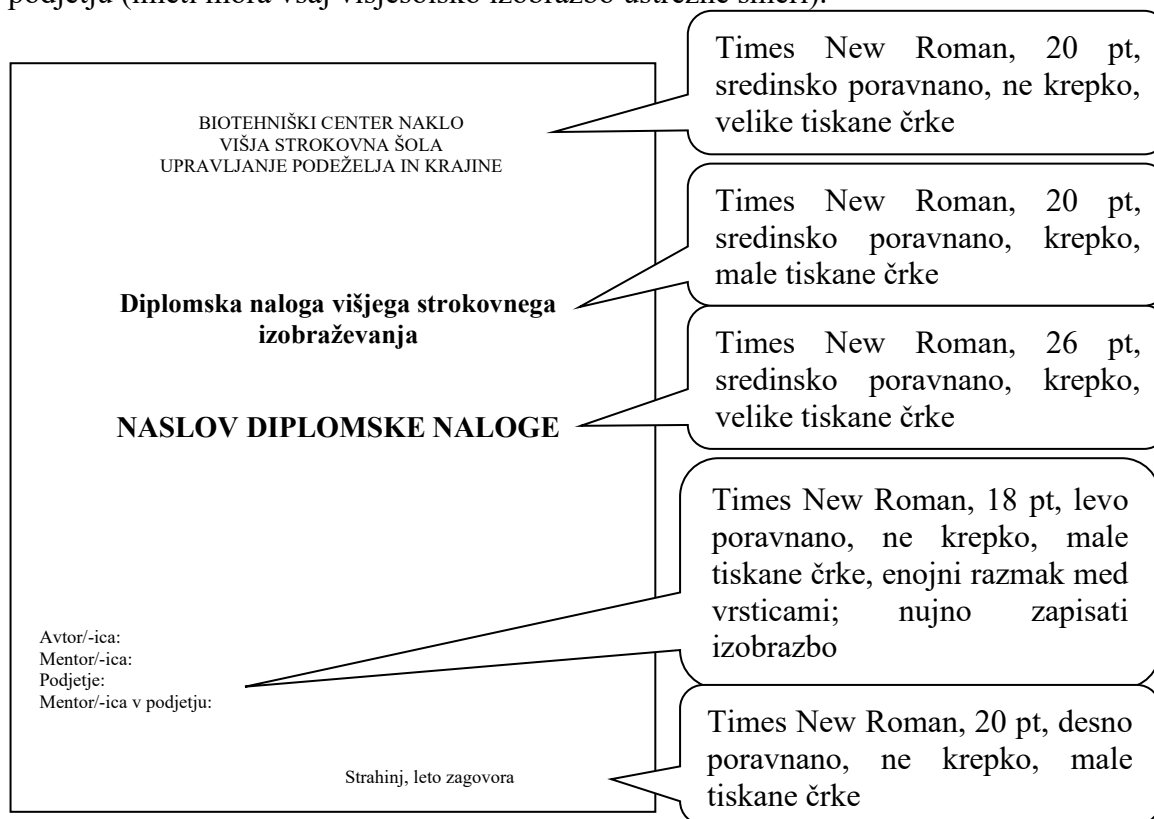 podjetju (imeti mora vsaj višješolsko izobrazbo ustrezne smeri).
BIOTEHNIŠKI CENTER NAKLO
VIŠJA STROKOVNA ŠOLA
UPRAVLJANJE PODEŽELJA IN KRAJINE
Times New Roman, 20 pt,
sredinsko poravnano, ne krepko,
velike tiskane črke
Diplomska naloga višjega strokovnega
izobraževanja
Times New Roman, 20 pt,
sredinsko poravnano, krepko,
male tiskane črke
NASLOV DIPLOMSKE NALOGE
Times New Roman, 26 pt,
sredinsko poravnano, krepko,
velike tiskane črke
Avtor/-ica:
Mentor/-ica:
Podjetje:
Mentor/-ica v podjetju:
Times New Roman, 18 pt, levo
poravnano, ne krepko, male
tiskane črke, enojni razmak med
vrsticami; nujno zapisati
izobrazbo
Strahinj, leto zagovora
Times New Roman, 20 pt, desno
poravnano, ne krepko, male
tiskane črke